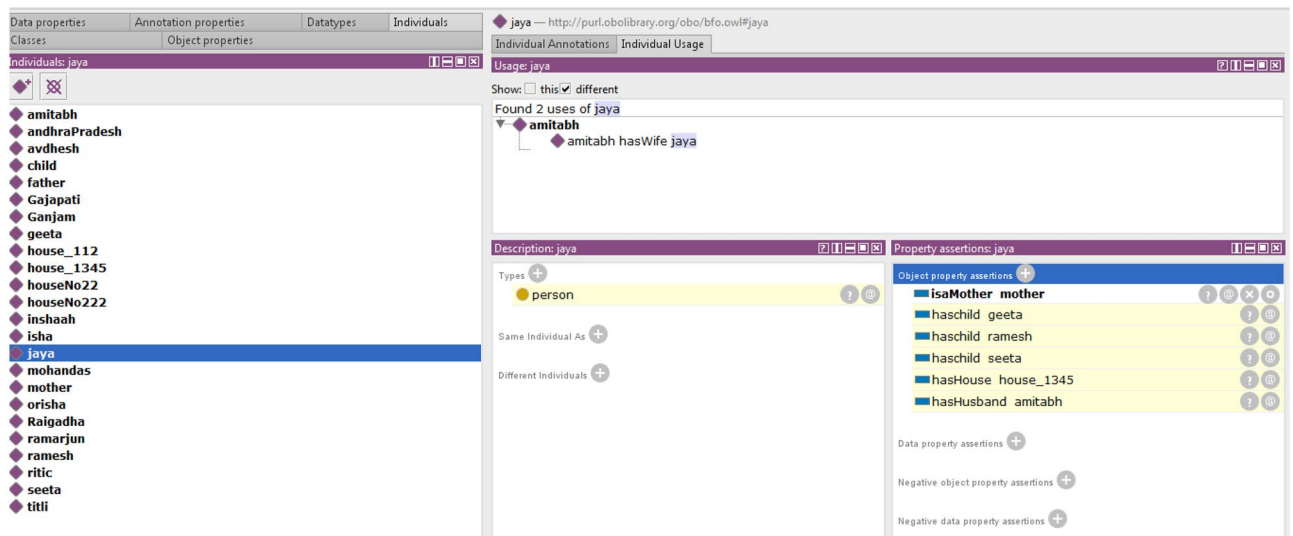 Data properties Annotation properties Datatypes Individuals
Classes Object properties
Individuals: jaya
amitabh
andhraPradesh
avdhesh
child
father
Gajapati
Ganjam
geeta
house_112
house_1345
houseNo22
houseNo222
inshaah
isha
jaya
mohandas
mother
orisha
Raigadha
ramarjun
ramesh
ritic
seeta
titli
jaya — http://purl.obolibrary.org/obo/bfo.owl#jaya
Individual Annotations Individual Usage
Usage: jaya
Show: this different
Found 2 uses of jaya
amitabh
amitabh hasWife jaya
Description: jaya
Types
person
Same Individual As
Different Individuals
Property assertions: jaya
Object property assertions
isaMother mother
haschild geeta
haschild ramesh
haschild seeta
hasHouse house_1345
hasHusband amitabh
Data property assertions
Negative object property assertions
Negative data property assertions